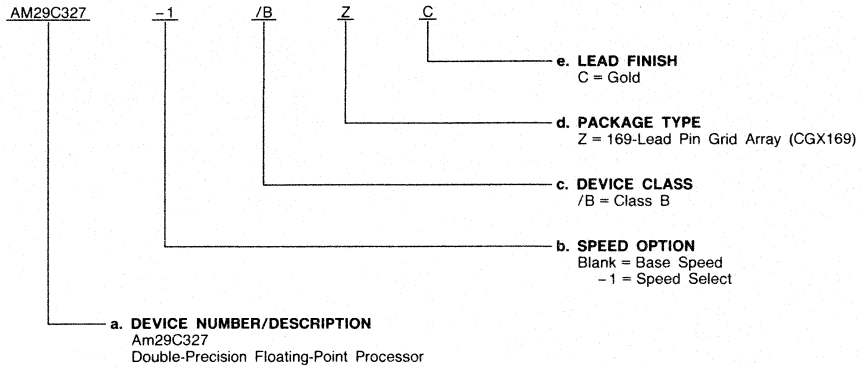 AM29C327 –1 /B Z C
e. LEAD FINISH
C = Gold
d. PACKAGE TYPE
Z = 169-Lead Pin Grid Array (CGX169)
c. DEVICE CLASS
/B = Class B
b. SPEED OPTION
Blank = Base Speed
–1 = Speed Select
a. DEVICE NUMBER/DESCRIPTION
Am29C327
Double-Precision Floating-Point Processor